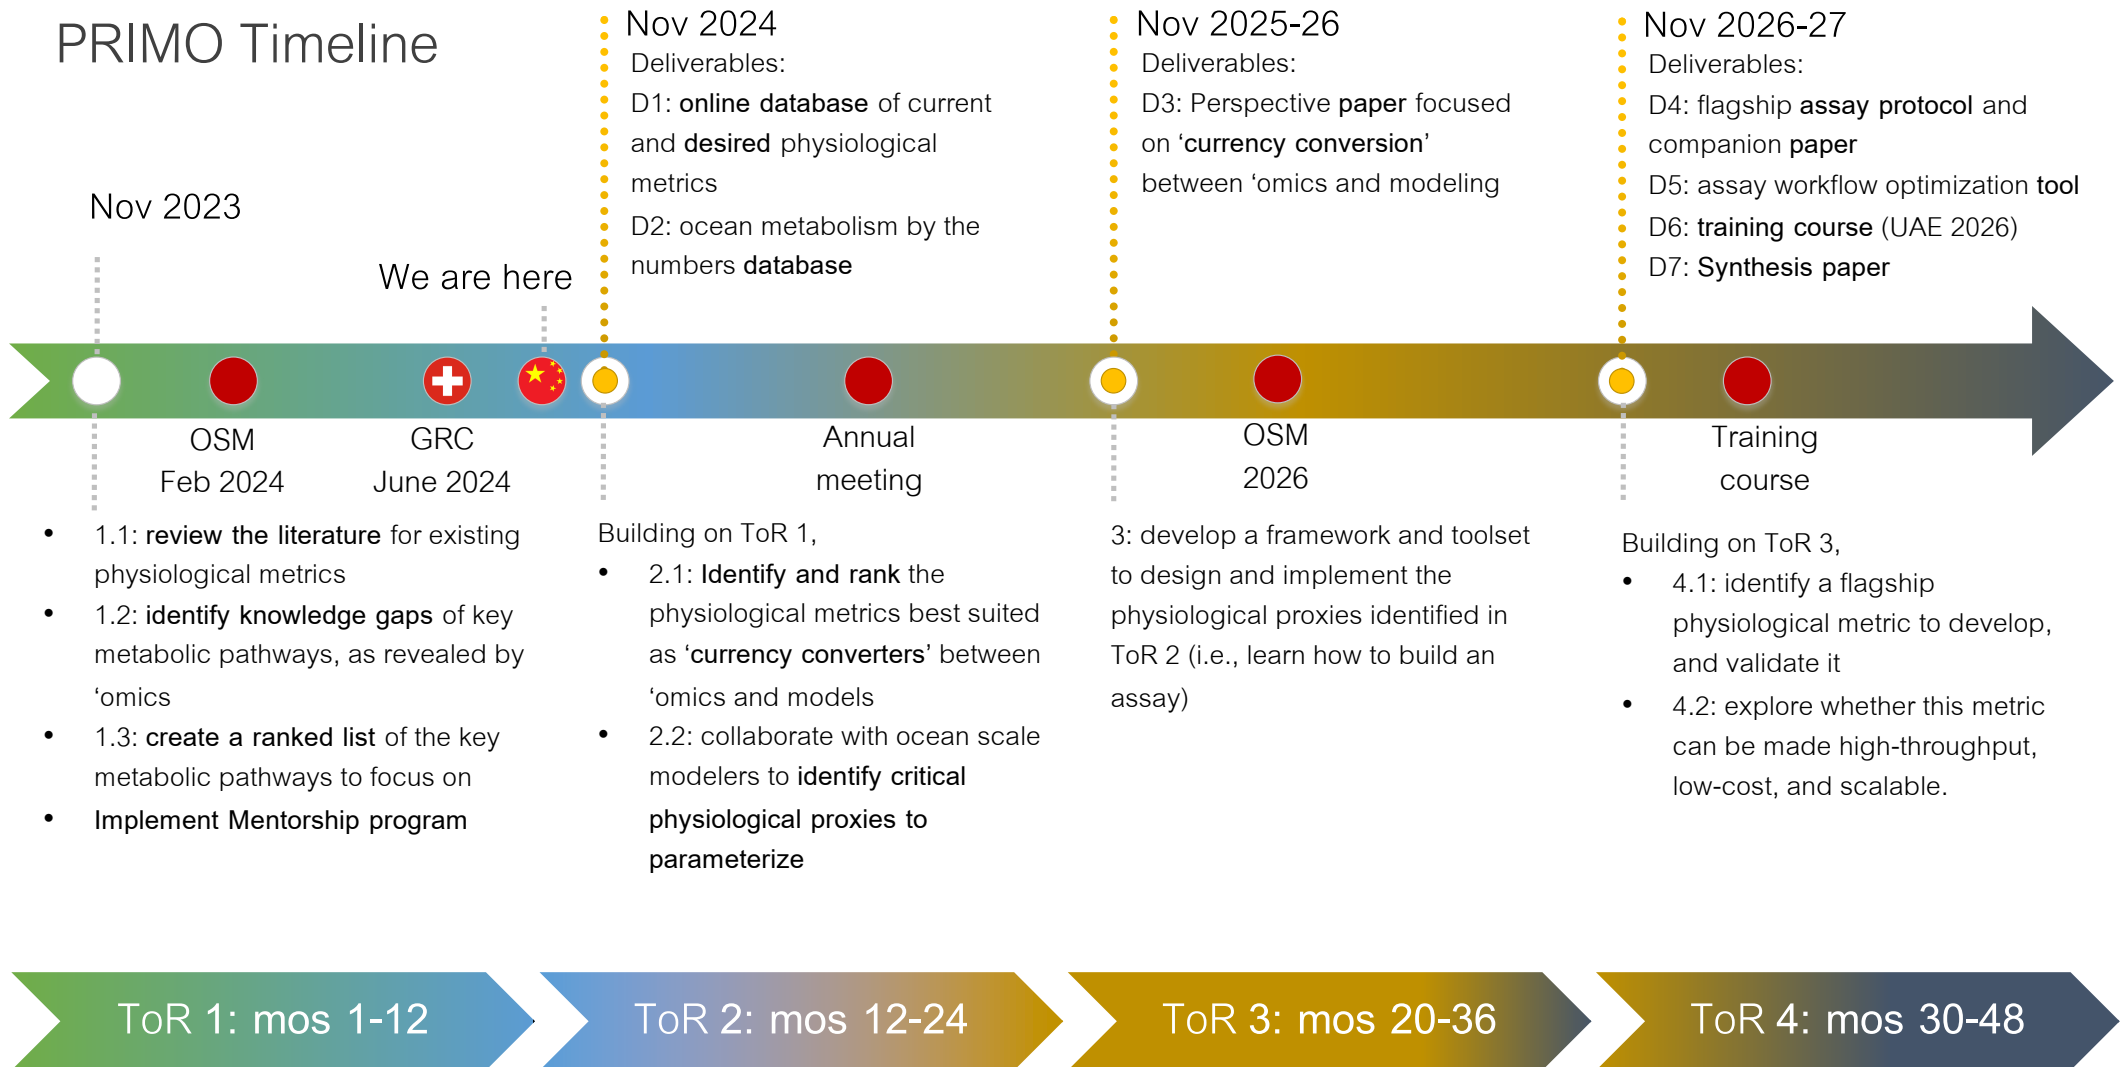 PRIMO Timeline
Nov 2023
We are here
Nov 2024
Deliverables:
D1: online database of current
and desired physiological
metrics
D2: ocean metabolism by the
numbers database
Nov 2025-26
Deliverables:
D3: Perspective paper focused
on ‘currency conversion’
between ‘omics and modeling
Nov 2026-27
Deliverables:
D4: flagship assay protocol and
companion paper
D5: assay workflow optimization tool
D6: training course (UAE 2026)
D7: Synthesis paper
OSM
Feb 2024
GRC
June 2024
Annual
meeting
OSM
2026
Training
course
• 1.1: review the literature for existing
physiological metrics
• 1.2: identify knowledge gaps of key
metabolic pathways, as revealed by
‘omics
• 1.3: create a ranked list of the key
metabolic pathways to focus on
• Implement Mentorship program
Building on ToR 1,
• 2.1: Identify and rank the
physiological metrics best suited
as ‘currency converters’ between
‘omics and models
• 2.2: collaborate with ocean scale
modelers to identify critical
physiological proxies to
parameterize
3: develop a framework and toolset
to design and implement the
physiological proxies identified in
ToR 2 (i.e., learn how to build an
assay)
Building on ToR 3,
• 4.1: identify a flagship
physiological metric to develop,
and validate it
• 4.2: explore whether this metric
can be made high-throughput,
low-cost, and scalable.
ToR 1: mos 1-12
ToR 2: mos 12-24
ToR 3: mos 20-36
ToR 4: mos 30-48